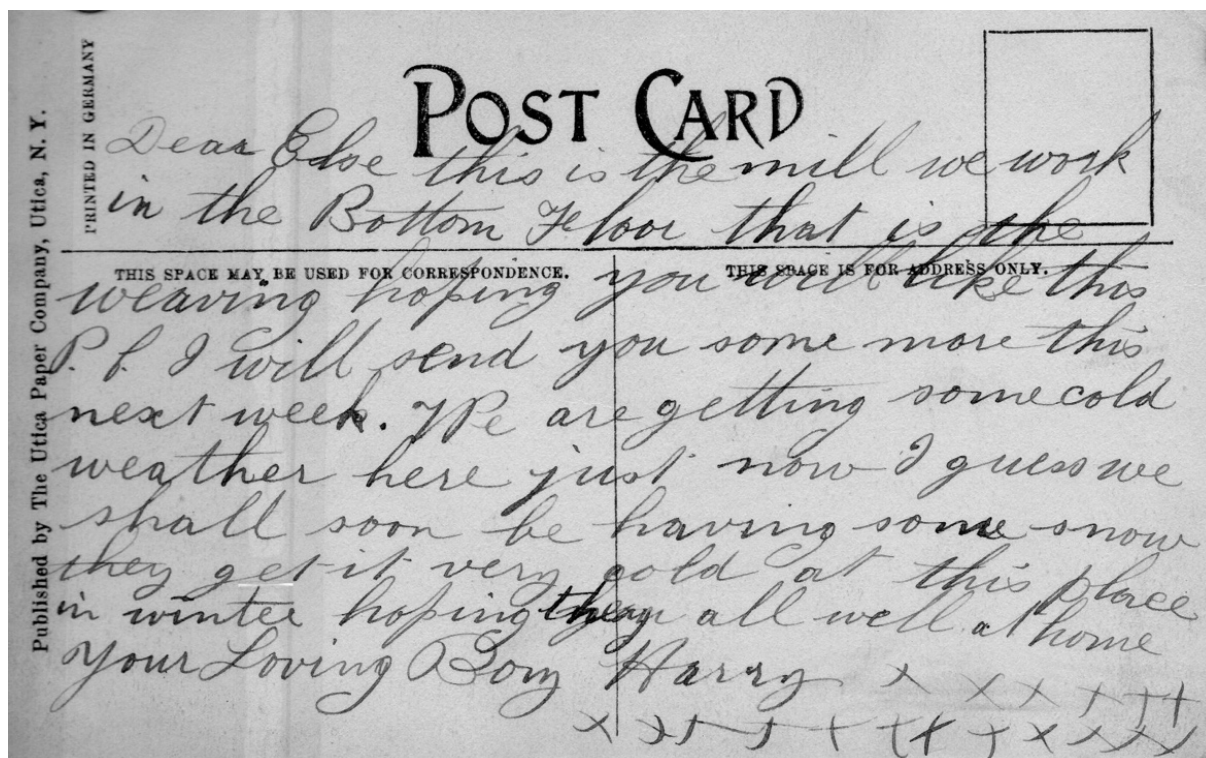 POST CARD
PRINTED IN GERMANY
Published by The Utica Paper Company, Utica, N. Y.
THIS SPACE MAY BE USED FOR CORRESPONDENCE.
THIS SPACE IS FOR ADDRESS ONLY.
Dear Else this is the mill we work
in the Bottom Floor that is the
weaving hoping you will like this
P. C. I will send you some more this
next week. We are getting some cold
weather here just now I guess we
shall soon be having some snow
they get it very cold at this place
in winter hoping all well at home
Your Loving Boy Harry x x x x x x x
x x x x x x x x x x x x